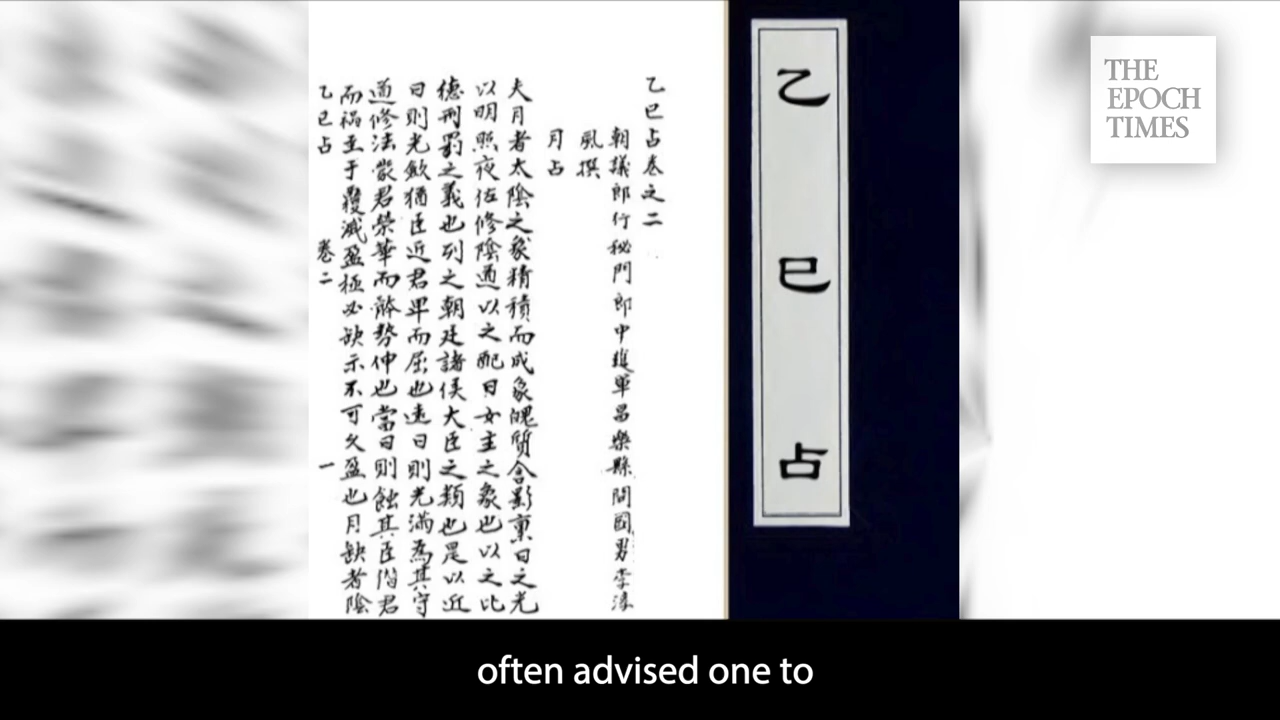 乙巳占
乙巳占卷之二
朝議郎行秘門郎中護軍昌樂縣開國男李淳
風撰
月占
夫月者太陰之象精積而成象魄質含影稟日之光
以明照夜佐修陰道以之配日女主之象也以之比
德刑罰之義也列之朝廷諸侯大臣之類也是以近
日則光斂猶臣近君卑而屈也遠日則光滿為其守
道修法蒙君榮華而體勢伸也當日則蝕其臣僭君
而禍至于覆滅盈極必缺示不可久盈也月缺者陰
乙巳占 卷二 一
THE
EPOCH
TIMES
often advised one to